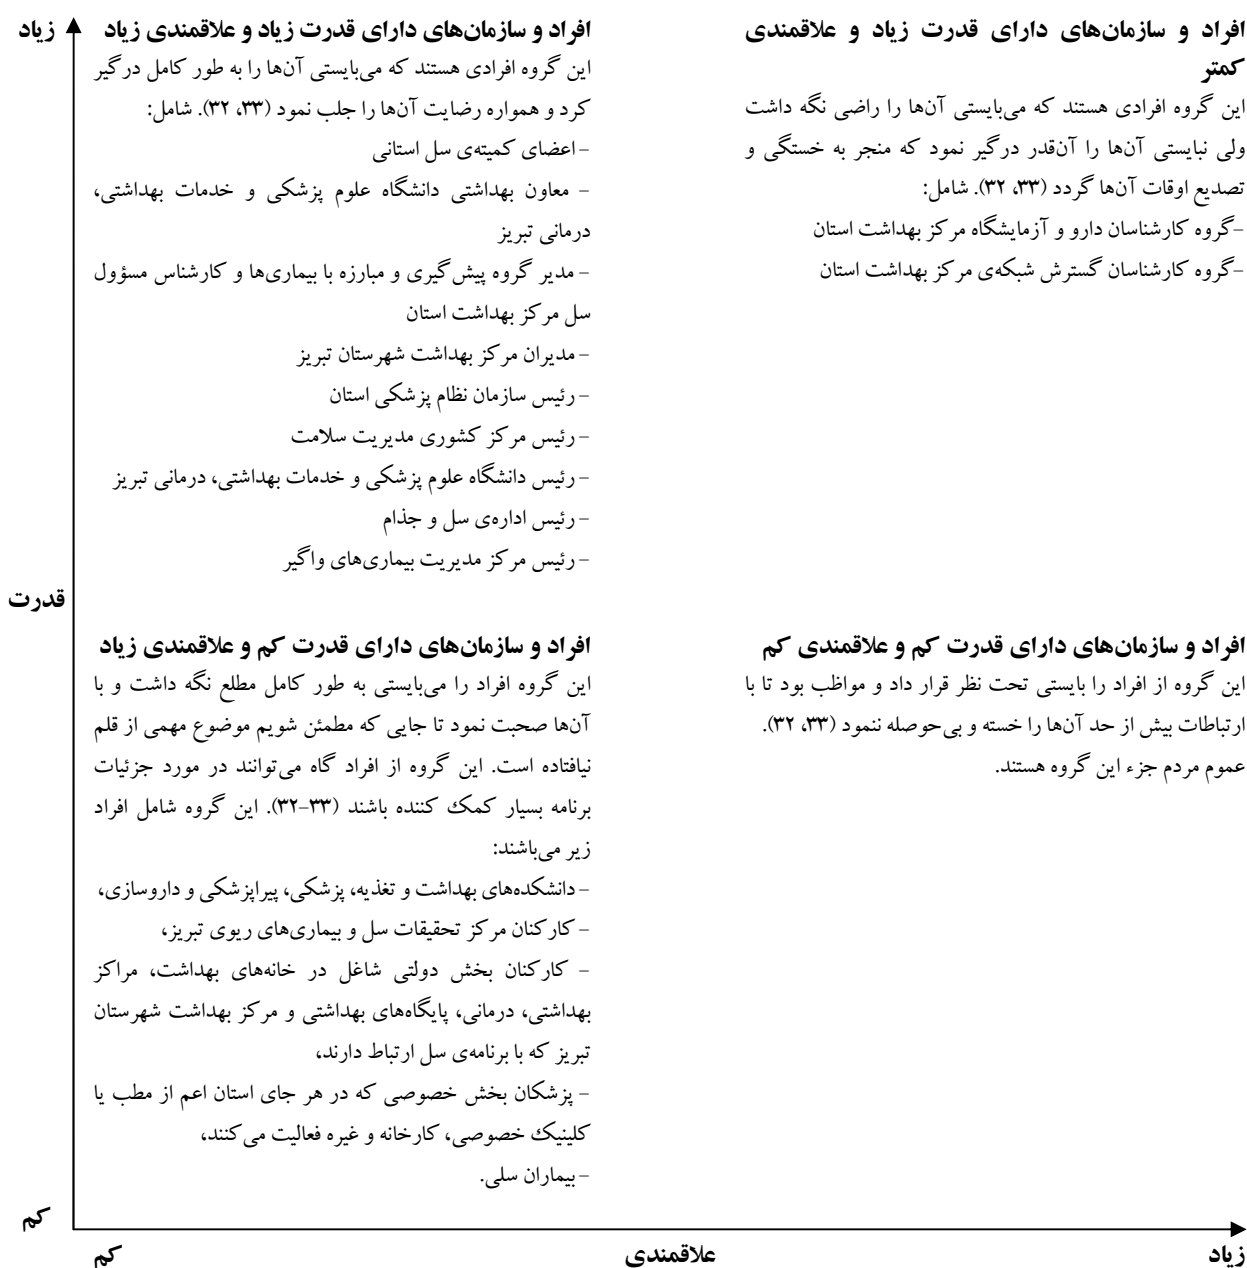 افراد و سازمان‌های دارای قدرت زیاد و علاقمندی
کمتر
این گروه افرادی هستند که می‌بایستی آن‌ها را راضی نگه داشت
ولی نبایستی آن‌ها را آن‌قدر درگیر نمود که منجر به خستگی و
تصدیع اوقات آن‌ها گردد (۳۳، ۳۲). شامل:
-گروه کارشناسان دارو و آزمایشگاه مرکز بهداشت استان
-گروه کارشناسان گسترش شبکه‌ی مرکز بهداشت استان
افراد و سازمان‌های دارای قدرت زیاد و علاقمندی زیاد
این گروه افرادی هستند که می‌بایستی آن‌ها را به طور کامل درگیر
کرد و همواره رضایت آن‌ها را جلب نمود (۳۳، ۳۲). شامل:
-اعضای کمیته‌ی سل استانی
- معاون بهداشتی دانشگاه علوم پزشکی و خدمات بهداشتی،
درمانی تبریز
- مدیر گروه پیش‌گیری و مبارزه با بیماری‌ها و کارشناس مسؤول
سل مرکز بهداشت استان
- مدیران مرکز بهداشت شهرستان تبریز
- رئیس سازمان نظام پزشکی استان
- رئیس مرکز کشوری مدیریت سلامت
- رئیس دانشگاه علوم پزشکی و خدمات بهداشتی، درمانی تبریز
- رئیس اداره‌ی سل و جذام
- رئیس مرکز مدیریت بیماری‌های واگیر
زیاد
قدرت
افراد و سازمان‌های دارای قدرت کم و علاقمندی کم
این گروه از افراد را بایستی تحت نظر قرار داد و مواظب بود تا با
ارتباطات بیش از حد آن‌ها را خسته و بی‌حوصله ننمود (۳۳، ۳۲).
عموم مردم جزء این گروه هستند.
افراد و سازمان‌های دارای قدرت کم و علاقمندی زیاد
این گروه افراد را می‌بایستی به طور کامل مطلع نگه داشت و با
آن‌ها صحبت نمود تا جایی که مطمئن شویم موضوع مهمی از قلم
نیافتاده است. این گروه از افراد گاه می‌توانند در مورد جزئیات
برنامه بسیار کمک کننده باشند (۳۳-۳۲). این گروه شامل افراد
زیر می‌باشند:
- دانشکده‌های بهداشت و تغذیه، پزشکی، پیراپزشکی و داروسازی،
- کارکنان مرکز تحقیقات سل و بیماری‌های ریوی تبریز،
- کارکنان بخش دولتی شاغل در خانه‌های بهداشت، مراکز
بهداشتی، درمانی، پایگاه‌های بهداشتی و مرکز بهداشت شهرستان
تبریز که با برنامه‌ی سل ارتباط دارند،
- پزشکان بخش خصوصی که در هر جای استان اعم از مطب یا
کلینیک خصوصی، کارخانه و غیره فعالیت می‌کنند،
-بیماران سلی.
کم
زیاد
علاقمندی
کم